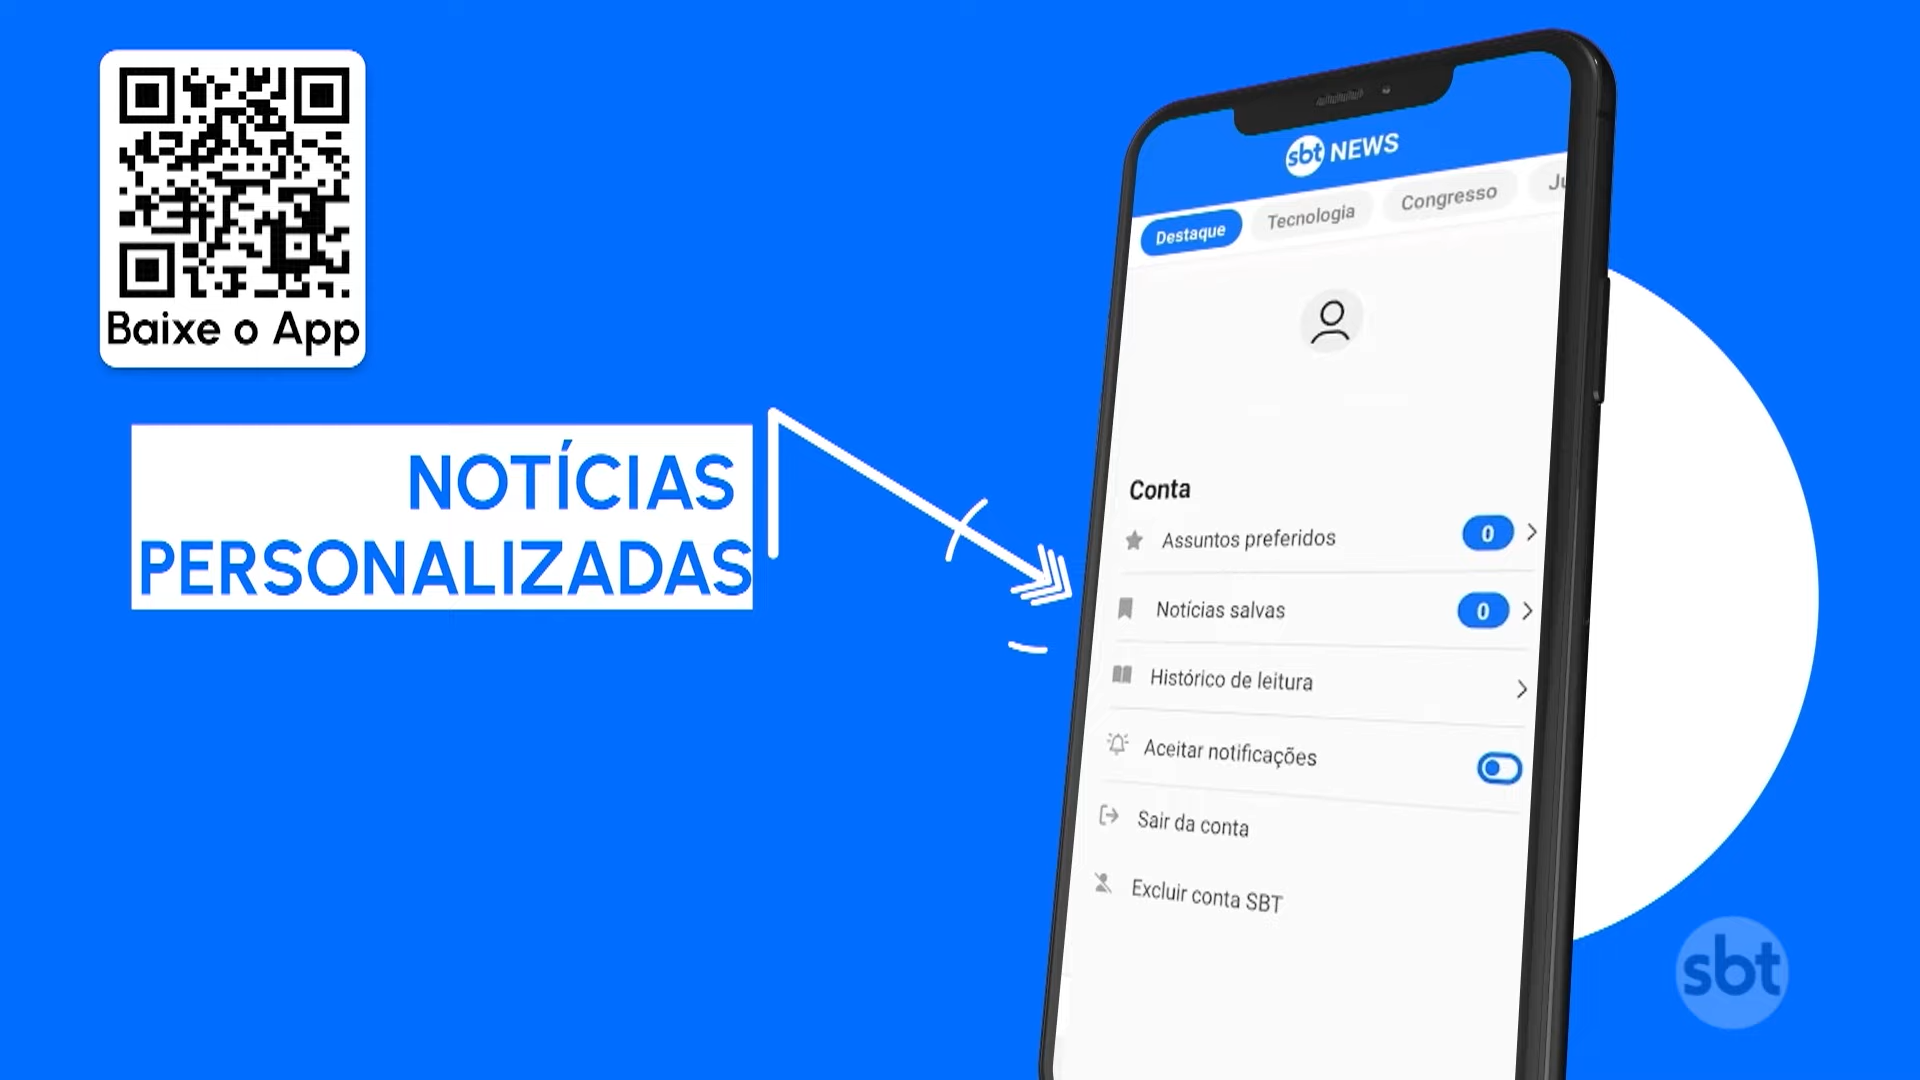 Baixe o App
NOTÍCIAS
PERSONALIZADAS
sbt NEWS
Destaque
Tecnologia
Congresso
Conta
Assuntos preferidos
0
Notícias salvas
0
Histórico de leitura
Aceitar notificações
Sair da conta
Excluir conta SBT
sbt